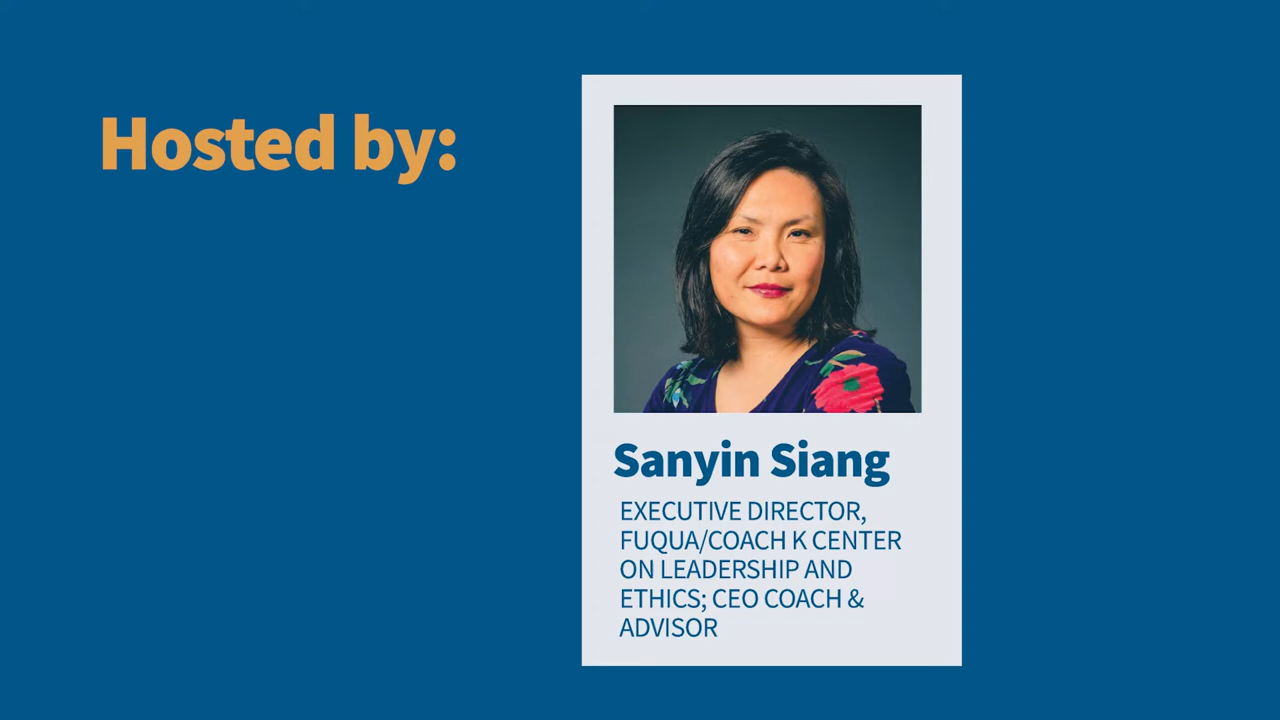 Hosted by:
Sanyin Siang
EXECUTIVE DIRECTOR,
FUQUA/COACH K CENTER
ON LEADERSHIP AND
ETHICS; CEO COACH &
ADVISOR